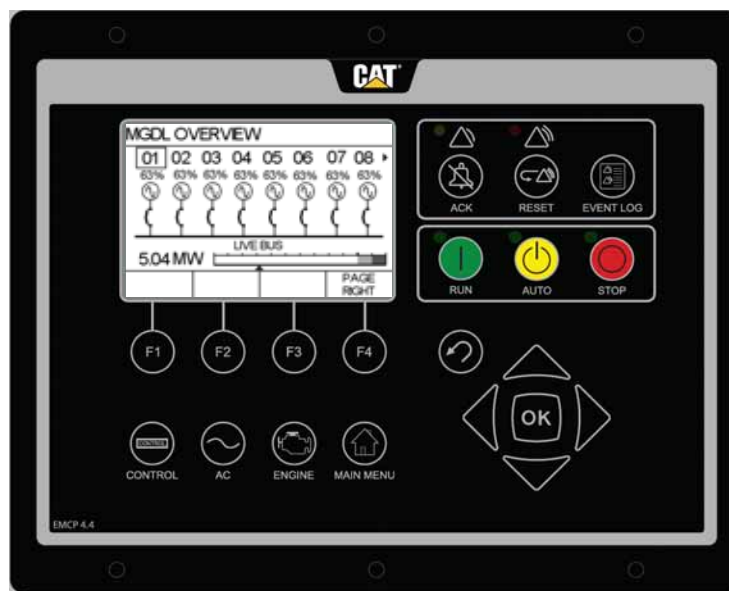 CAT
MGDL OVERVIEW
01 02 03 04 05 06 07 08
63% 63% 63% 63% 63% 63% 63% 63%
LIVE BUS
5.04 MW
PAGE
RIGHT
ACK RESET EVENT LOG
RUN AUTO STOP
F1 F2 F3 F4
OK
CONTROL
CONTROL AC ENGINE MAIN MENU
EMCP 4.4